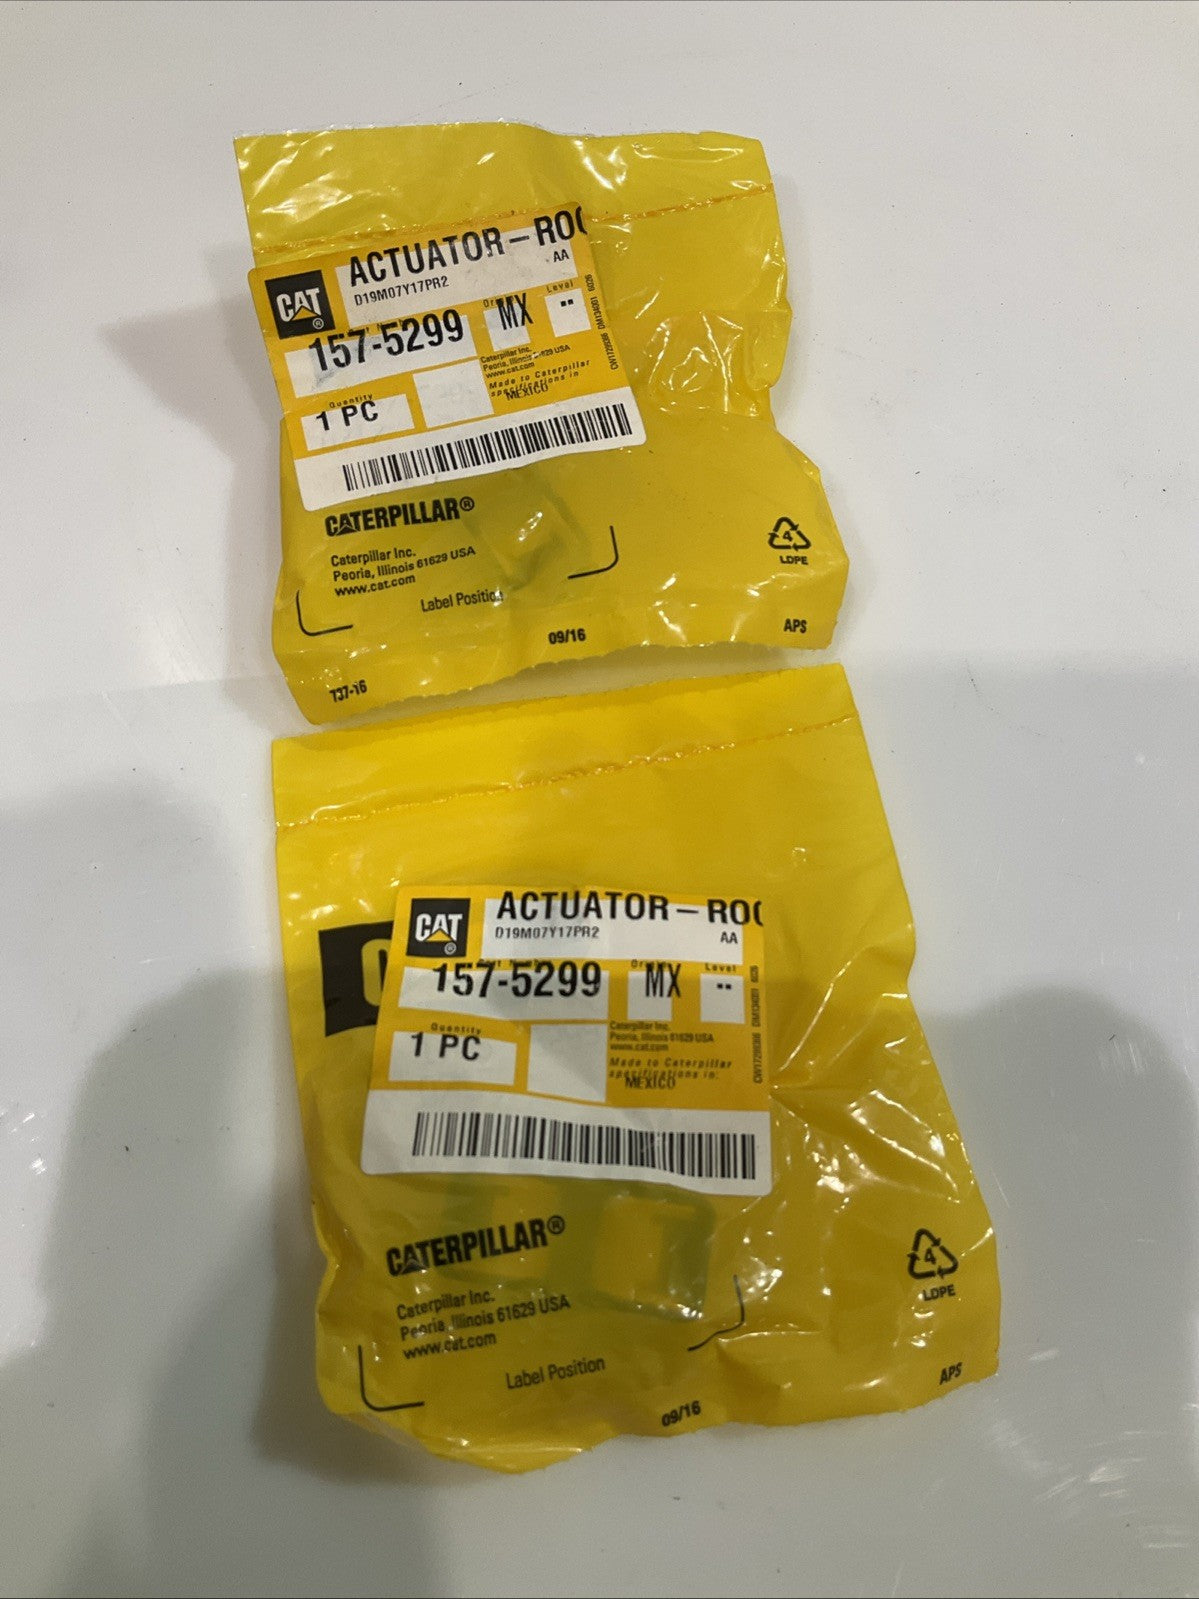 ACTUATOR-ROC
D19M07Y17PR2
AA
CAT®
Level
157-5299
MX
--
Caterpillar Inc.
Peoria, Illinois 61629 USA
www.cat.com
Made to Caterpillar
specifications in
MEXICO
Quantity
1 PC
CATERPILLAR®
Caterpillar Inc.
Peoria, Illinois 61629 USA
www.cat.com
Label Position
4
LDPE
09/16
APS
T37-16
ACTUATOR-ROC
D19M07Y17PR2
AA
CAT®
Level
157-5299
MX
--
Caterpillar Inc.
Peoria, Illinois 61629 USA
www.cat.com
Made to Caterpillar
specifications in:
MEXICO
Quantity
1 PC
CATERPILLAR®
Caterpillar Inc.
Peoria, Illinois 61629 USA
www.cat.com
Label Position
4
LDPE
09/16
APS